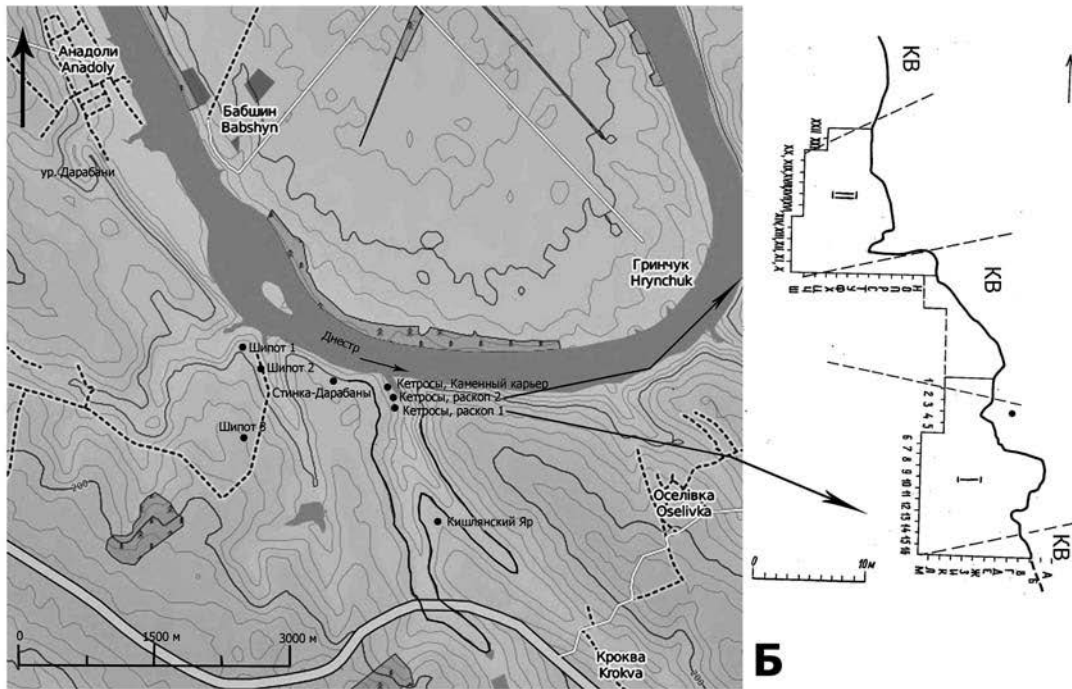 Анадоли
Anadoly
Бабшин
Babshyn
ур. Дарабани
Гринчук
Hrynchuk
Днестр
Шипот 1
Шипот 2
Стинка-Дарабаны
Кетросы, Каменный карьер
Кетросы, раскоп 2
Кетросы, раскоп 1
Шипот 3
200
Кишлянский Яр
Оселівка
Oselivka
0
1500 м
3000 м
Кроква
Krokva
200
КВ
II
Ш Ц Ч Х Ф У Т С Р П О Н
КВ
1
2
3
4
5
6
7
8
9
10
11
12
13
14
15
16
I
М Л К И З Ж Е Д Г В Б А
КВ
0
10м
Б